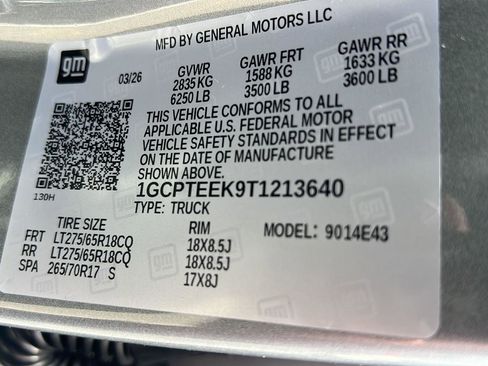 MFD BY GENERAL MOTORS LLC
gm
03/26
GVWR GAWR FRT GAWR RR
2835 KG 1588 KG 1633 KG
6250 LB 3500 LB 3600 LB
THIS VEHICLE CONFORMS TO ALL
APPLICABLE U.S. FEDERAL MOTOR
VEHICLE SAFETY STANDARDS IN EFFECT
ON THE DATE OF MANUFACTURE
SHOWN ABOVE.
130H
1GCPTEEK9T1213640
TYPE: TRUCK MODEL: 9014E43
TIRE SIZE RIM
FRT LT275/65R18CQ 18X8.5J
RR LT275/65R18CQ 18X8.5J
SPA 265/70R17 S 17X8J